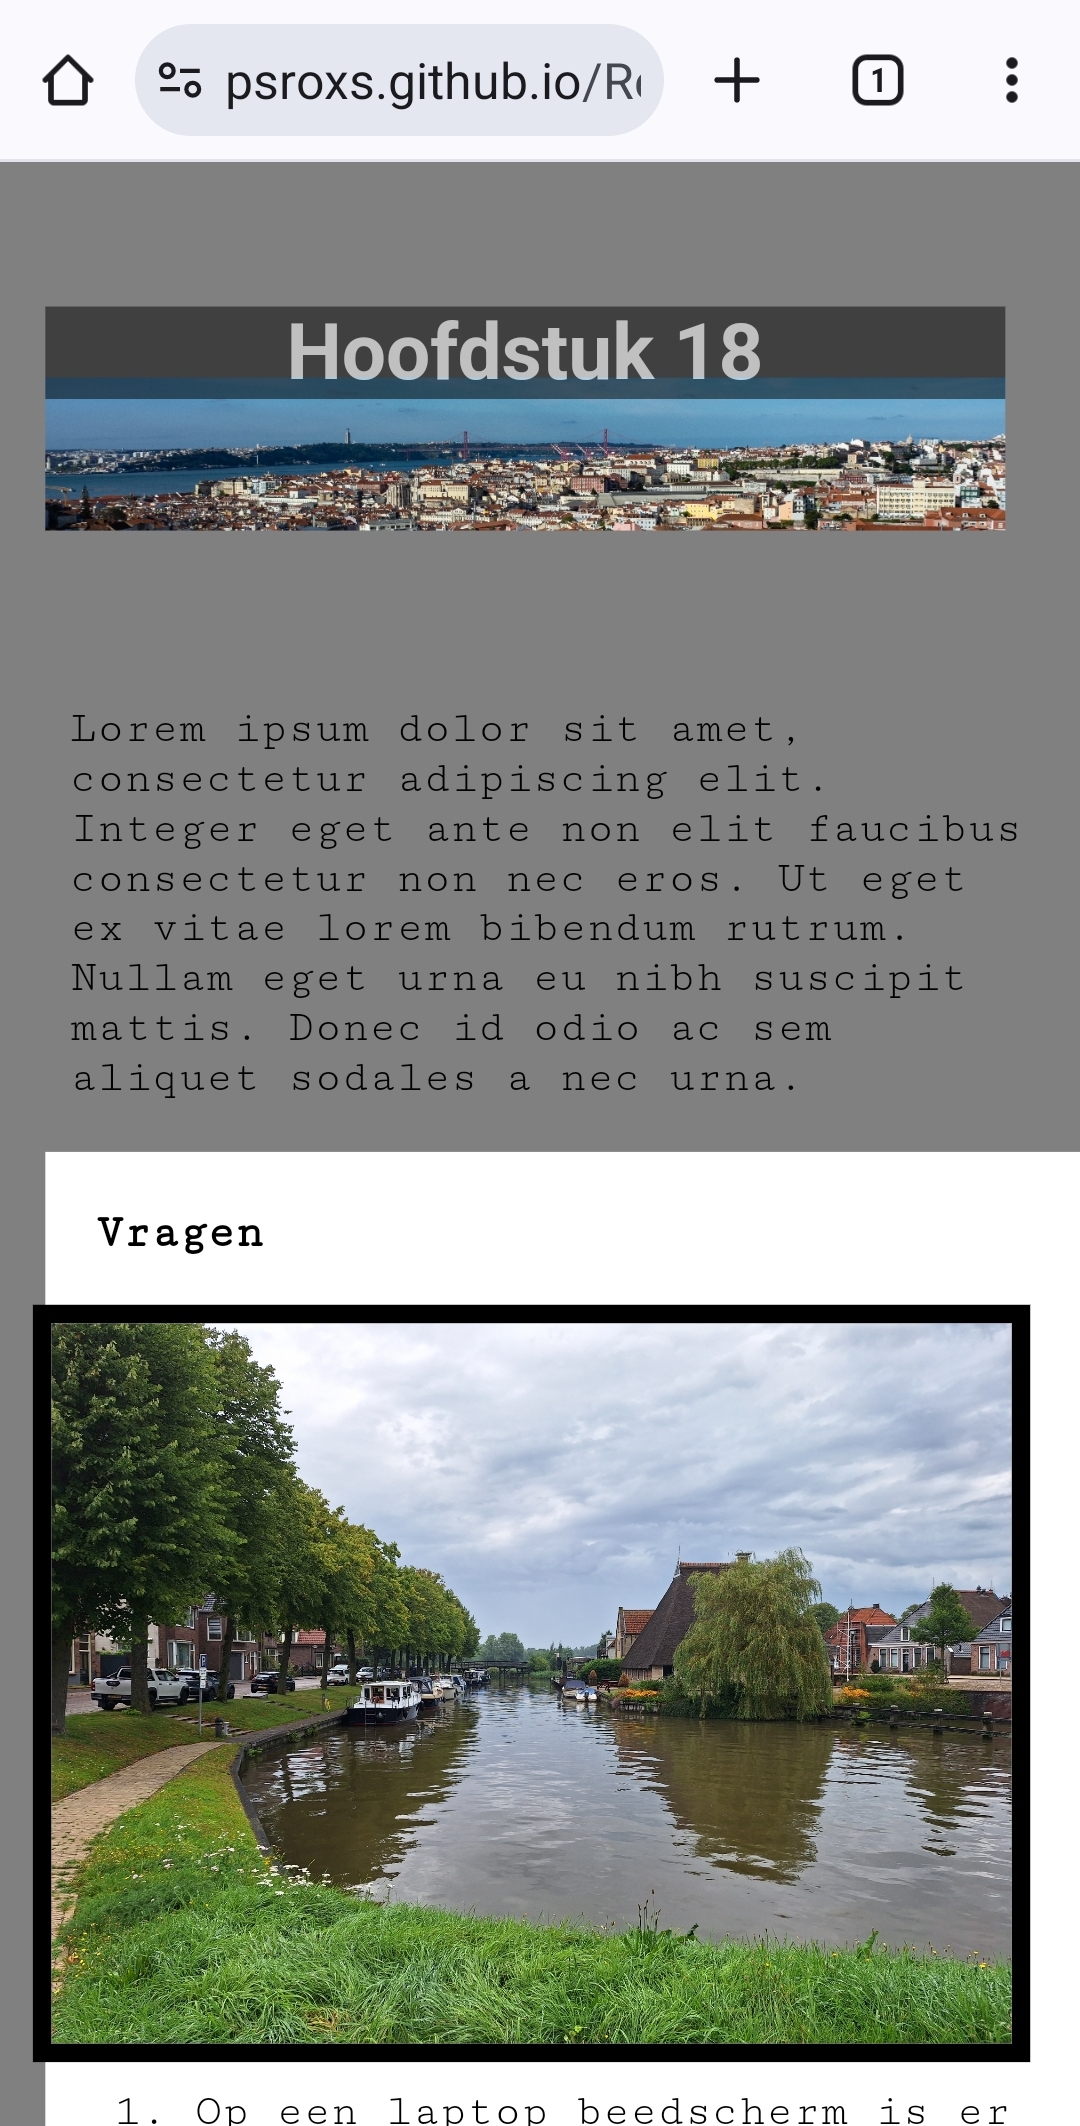 psroxs.github.io/R
1
Hoofdstuk 18
Lorem ipsum dolor sit amet,
consectetur adipiscing elit.
Integer eget ante non elit faucibus
consectetur non nec eros. Ut eget
ex vitae lorem bibendum rutrum.
Nullam eget urna eu nibh suscipit
mattis. Donec id odio ac sem
aliquet sodales a nec urna.
Vragen
1. Op een laptop beedscherm is er